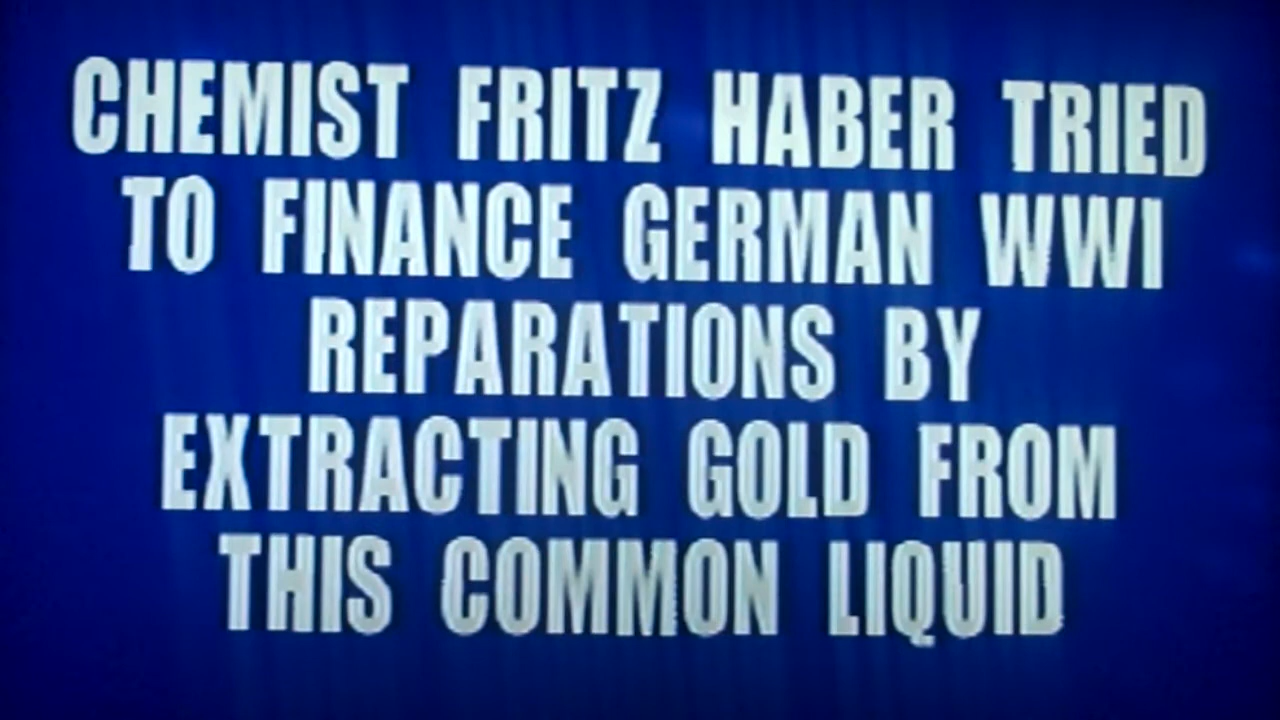 CHEMIST FRITZ HABER TRIED
TO FINANCE GERMAN WWI
REPARATIONS BY
EXTRACTING GOLD FROM
THIS COMMON LIQUID